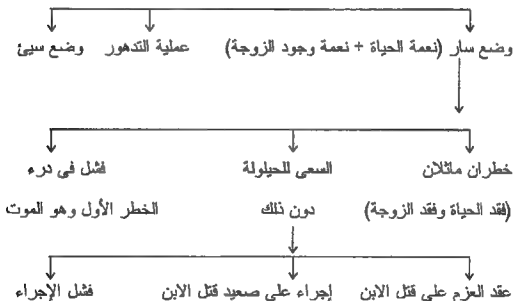 وضع سار (نعمة الحياة + نعمة وجود الزوجة) عملية التدهور وضع سيئ
خطران ماثلان السعى للحيلولة فشل فى درء
(فقد الحياة وفقد الزوجة) دون ذلك الخطر الأول وهو الموت
عقد العزم على قتل الابن إجراء على صعيد قتل الابن فشل الإجراء